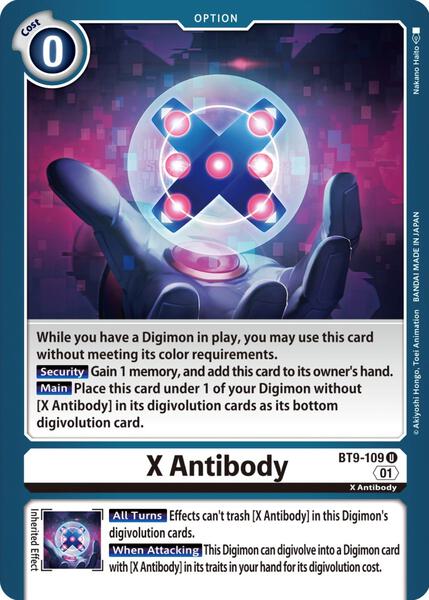 OPTION
Cost
0
Nakano Haito
©Akiyoshi Hongo, Toei Animation BANDAI MADE IN JAPAN
While you have a Digimon in play, you may use this card
without meeting its color requirements.
Security Gain 1 memory, and add this card to its owner's hand.
Main Place this card under 1 of your Digimon without
[X Antibody] in its digivolution cards as its bottom
digivolution card.
X Antibody
BT9-109 U
01
X Antibody
Inherited Effect
All Turns Effects can't trash [X Antibody] in this Digimon's
digivolution cards.
When Attacking This Digimon can digivolve into a Digimon card
with [X Antibody] in its traits in your hand for its digivolution cost.